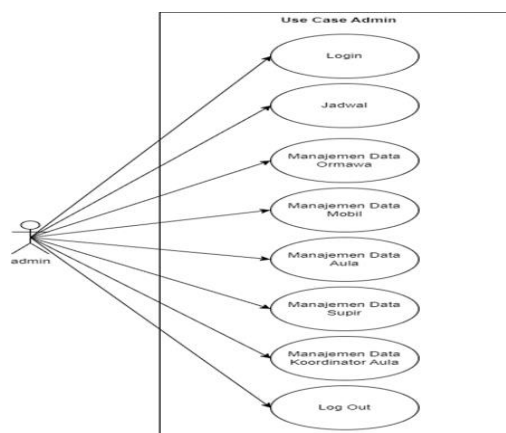 Use Case Admin
Login
Jadwal
Manajemen Data
Ormawa
Manajemen Data
Mobil
admin
Manajemen Data
Aula
Manajemen Data
Supir
Manajemen Data
Koordinator Aula
Log Out